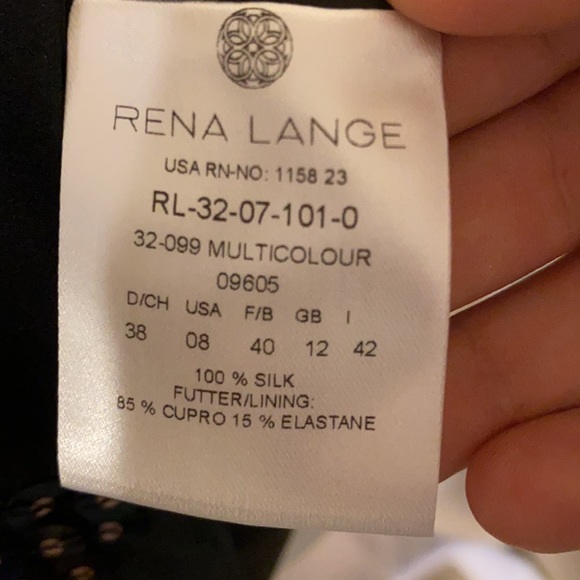 RENA LANGE
USA RN-NO: 1158 23
RL-32-07-101-0
32-099 MULTICOLOUR
09605
D/CH USA F/B GB I
38 08 40 12 42
100 % SILK
FUTTER/LINING:
85 % CUPRO 15 % ELASTANE